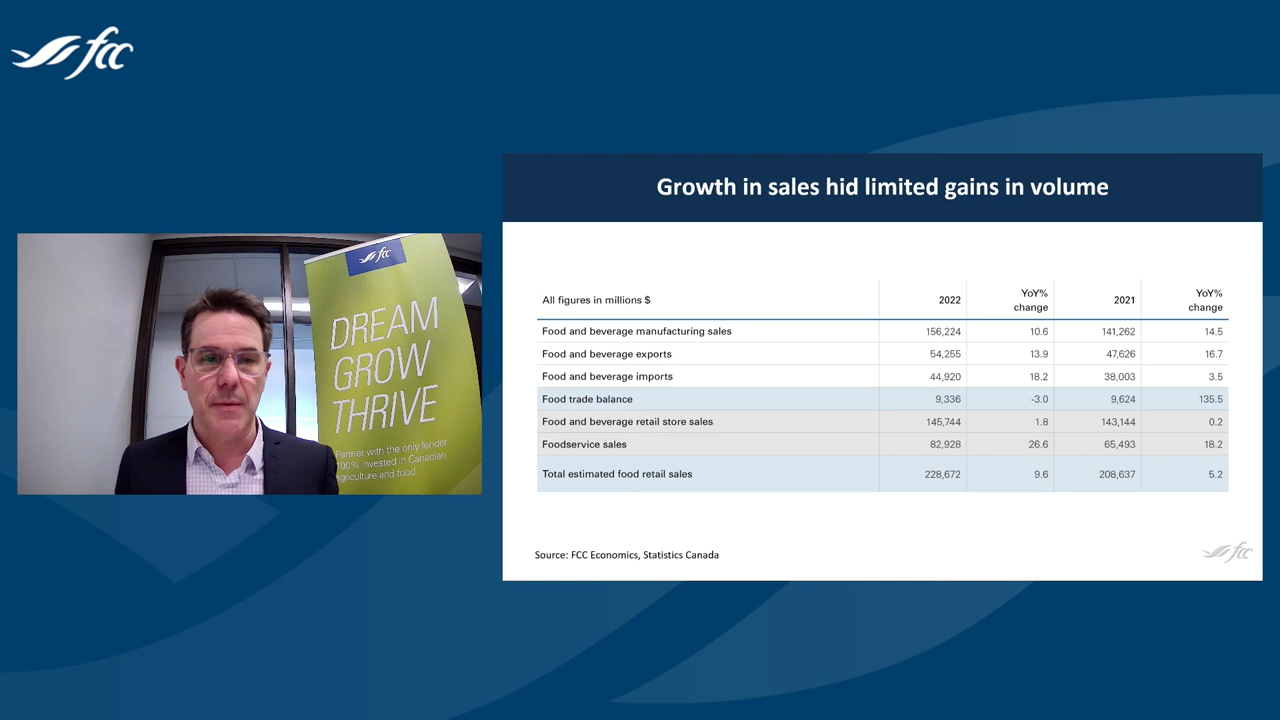 fcc
fcc
DREAM
GROW
THRIVE
Partner with the only lender
100% invested in Canadian
agriculture and food
Growth in sales hid limited gains in volume
All figures in millions $ 2022 YoY% change 2021 YoY% change
Food and beverage manufacturing sales 156,224 10.6 141,262 14.5
Food and beverage exports 54,255 13.9 47,626 16.7
Food and beverage imports 44,920 18.2 38,003 3.5
Food trade balance 9,336 -3.0 9,624 135.5
Food and beverage retail store sales 145,744 1.8 143,144 0.2
Foodservice sales 82,928 26.6 65,493 18.2
Total estimated food retail sales 228,672 9.6 208,637 5.2
Source: FCC Economics, Statistics Canada
fcc